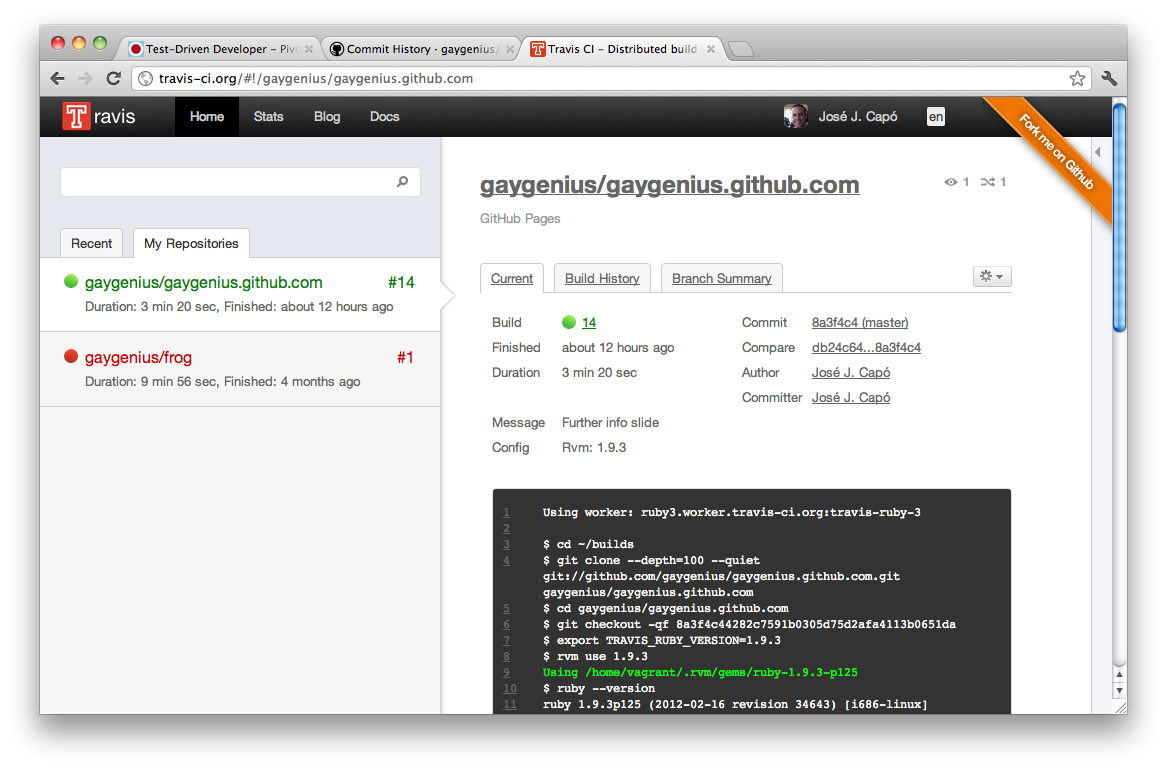 Test-Driven Developer - Pivo
Commit History · gaygenius/
Travis CI - Distributed build
travis-ci.org/#!/gaygenius/gaygenius.github.com
Travis
Home
Stats
Blog
Docs
José J. Capó
en
Fork me on Github
gaygenius/gaygenius.github.com
1
1
GitHub Pages
Recent
My Repositories
gaygenius/gaygenius.github.com #14
Duration: 3 min 20 sec, Finished: about 12 hours ago
gaygenius/frog #1
Duration: 9 min 56 sec, Finished: 4 months ago
Current
Build History
Branch Summary
Build 14
Commit 8a3f4c4 (master)
Finished about 12 hours ago
Compare db24c64...8a3f4c4
Duration 3 min 20 sec
Author José J. Capó
Committer José J. Capó
Message Further info slide
Config Rvm: 1.9.3
1 Using worker: ruby3.worker.travis-ci.org:travis-ruby-3
2
3 $ cd ~/builds
4 $ git clone --depth=100 --quiet
git://github.com/gaygenius/gaygenius.github.com.git
gaygenius/gaygenius.github.com
5 $ cd gaygenius/gaygenius.github.com
6 $ git checkout -qf 8a3f4c44282c7591b0305d75d2afa4113b0651da
7 $ export TRAVIS_RUBY_VERSION=1.9.3
8 $ rvm use 1.9.3
9 Using /home/vagrant/.rvm/gems/ruby-1.9.3-p125
10 $ ruby --version
11 ruby 1.9.3p125 (2012-02-16 revision 34643) [i686-linux]